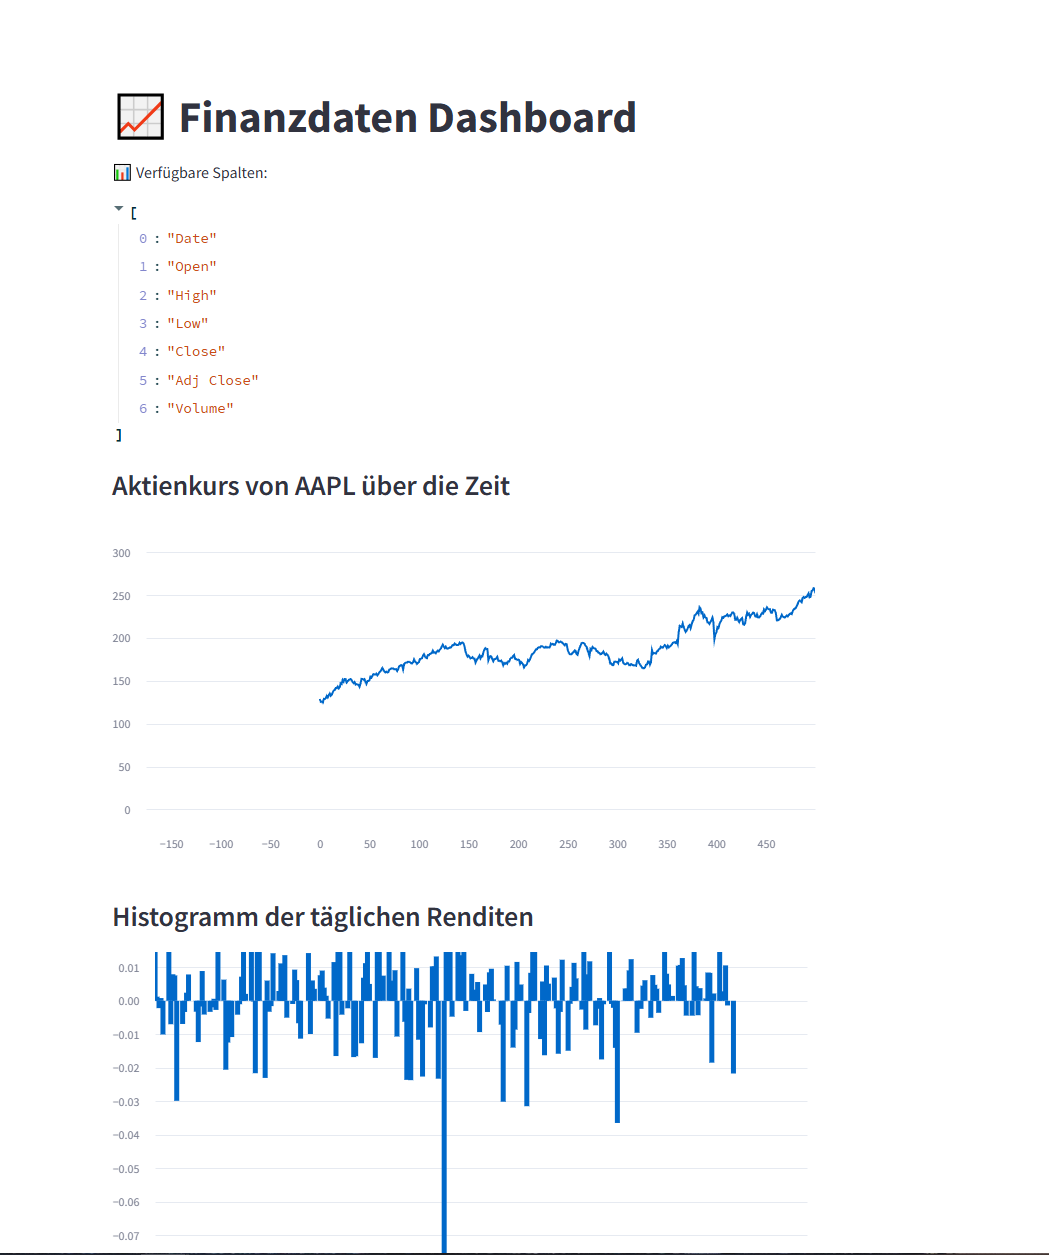 📈 Finanzdaten Dashboard
📊 Verfügbare Spalten:
[
0 : "Date"
1 : "Open"
2 : "High"
3 : "Low"
4 : "Close"
5 : "Adj Close"
6 : "Volume"
]
Aktienkurs von AAPL über die Zeit
300
250
200
150
100
50
0
−150 −100 −50 0 50 100 150 200 250 300 350 400 450
Histogramm der täglichen Renditen
0.01
0.00
−0.01
−0.02
−0.03
−0.04
−0.05
−0.06
−0.07